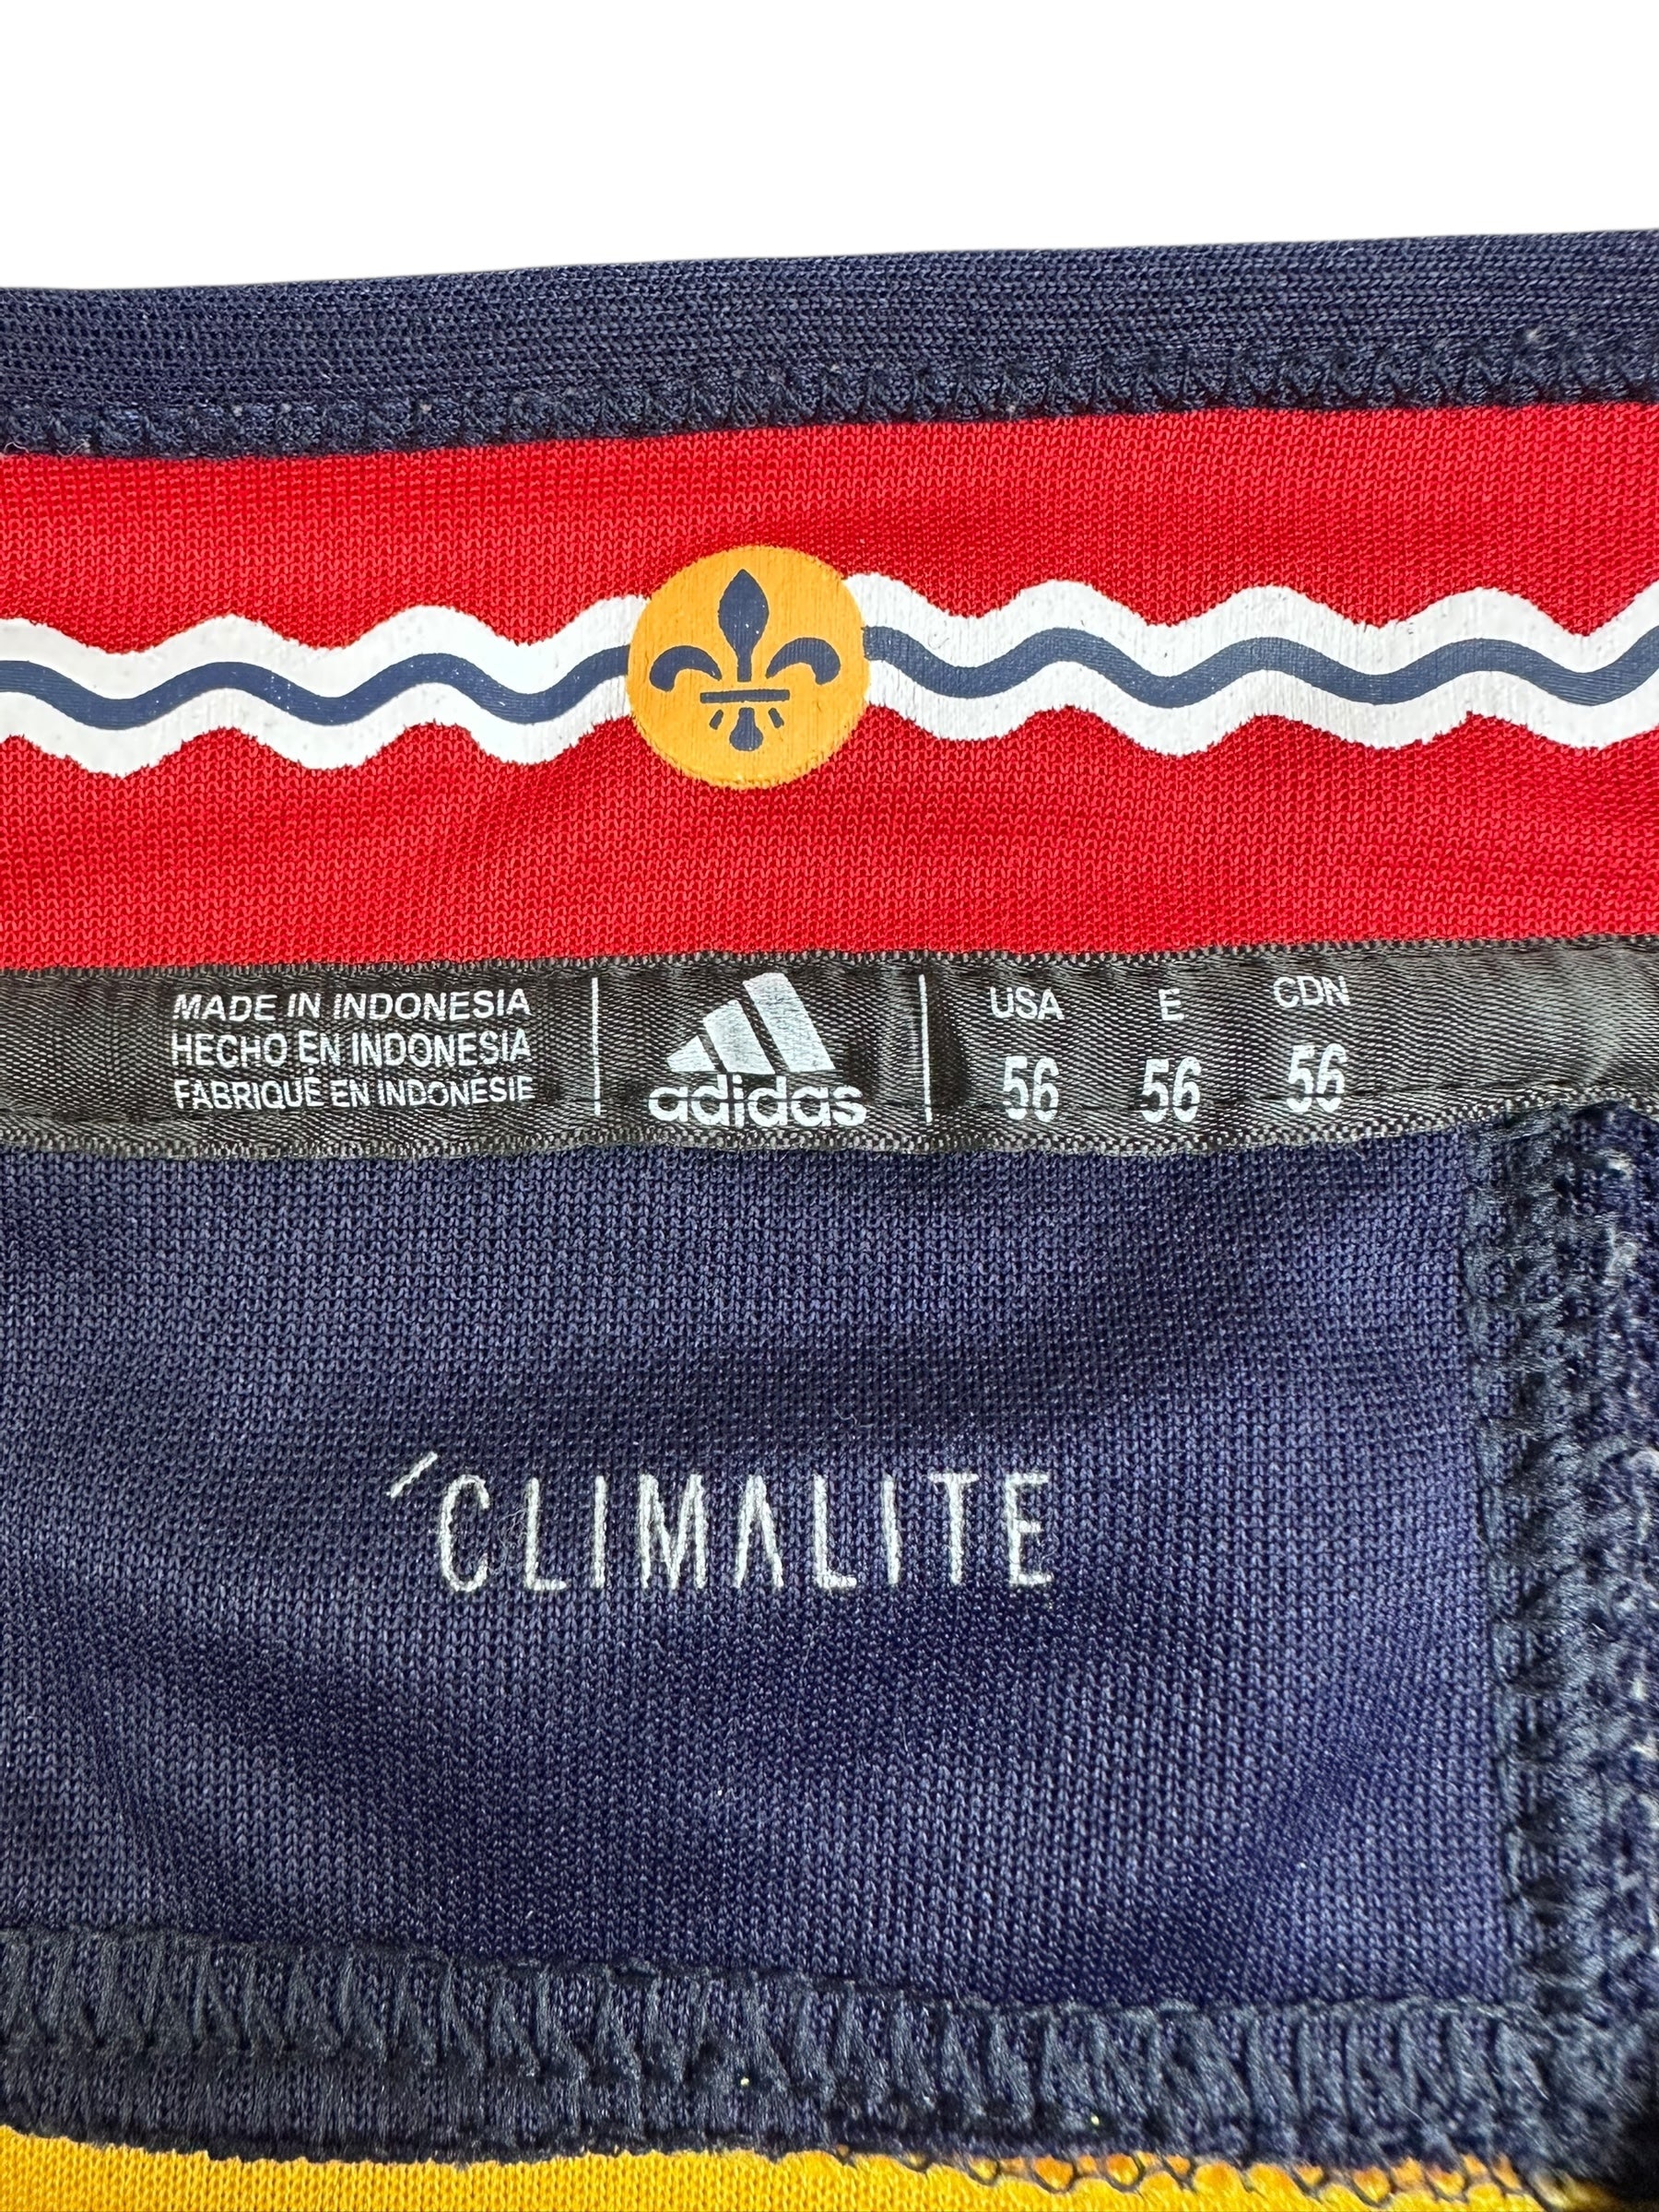 MADE IN INDONESIA
HECHO EN INDONESIA
FABRIQUÉ EN INDONESIE
adidas
USA E CDN
56 56 56
´CLIMALITE